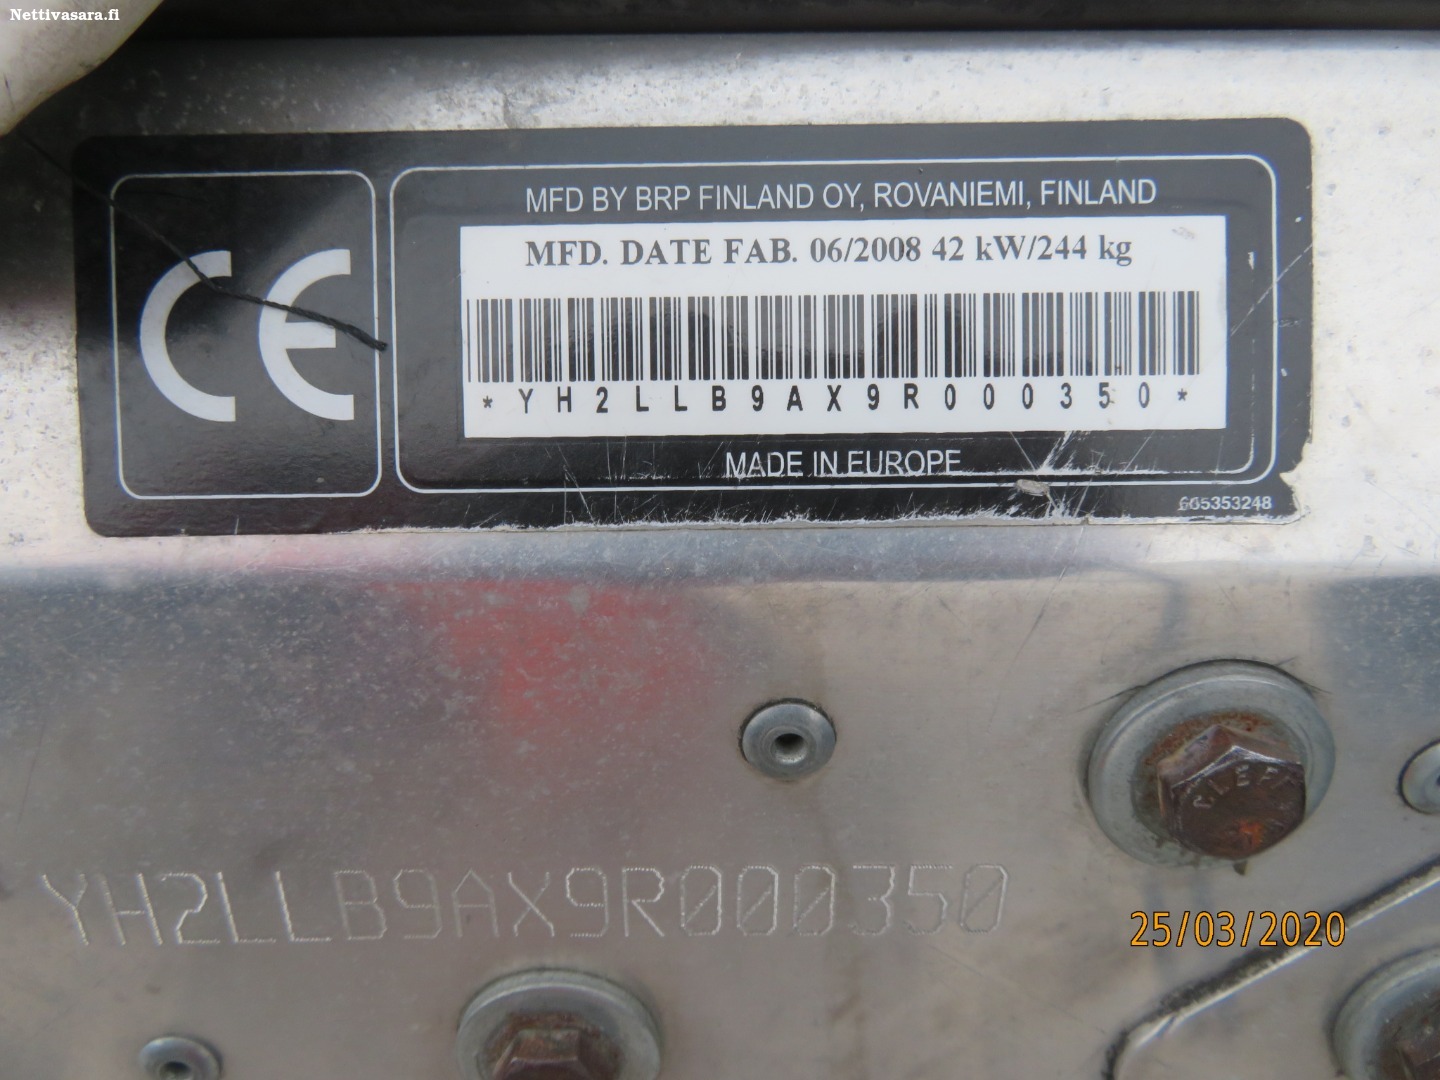 Nettivasara.fi
MFD BY BRP FINLAND OY, ROVANIEMI, FINLAND
MFD. DATE FAB. 06/2008 42 kW/244 kg
*YH2LLB9AX9R000350*
CE
MADE IN EUROPE
605353248
YH2LLB9AX9R000350
25/03/2020